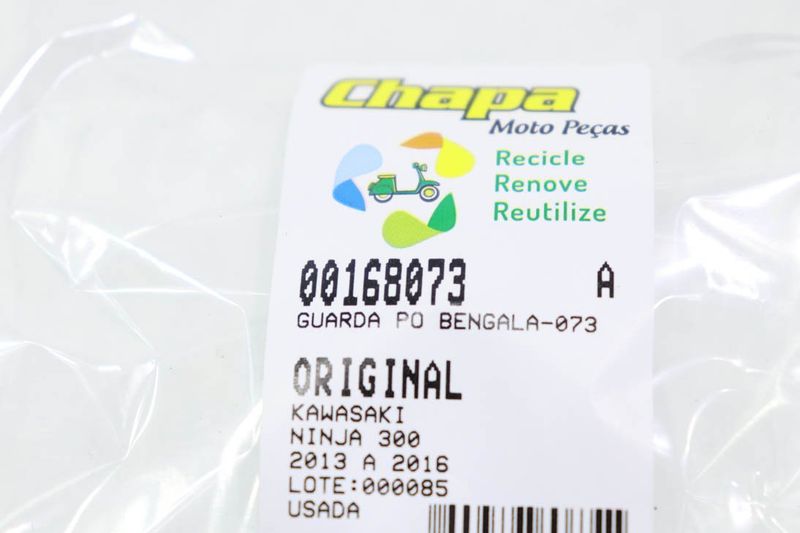 Chapa
Moto Peças
Recicle
Renove
Reutilize
00168073 A
GUARDA PO BENGALA-073
ORIGINAL
KAWASAKI
NINJA 300
2013 A 2016
LOTE:000085
USADA